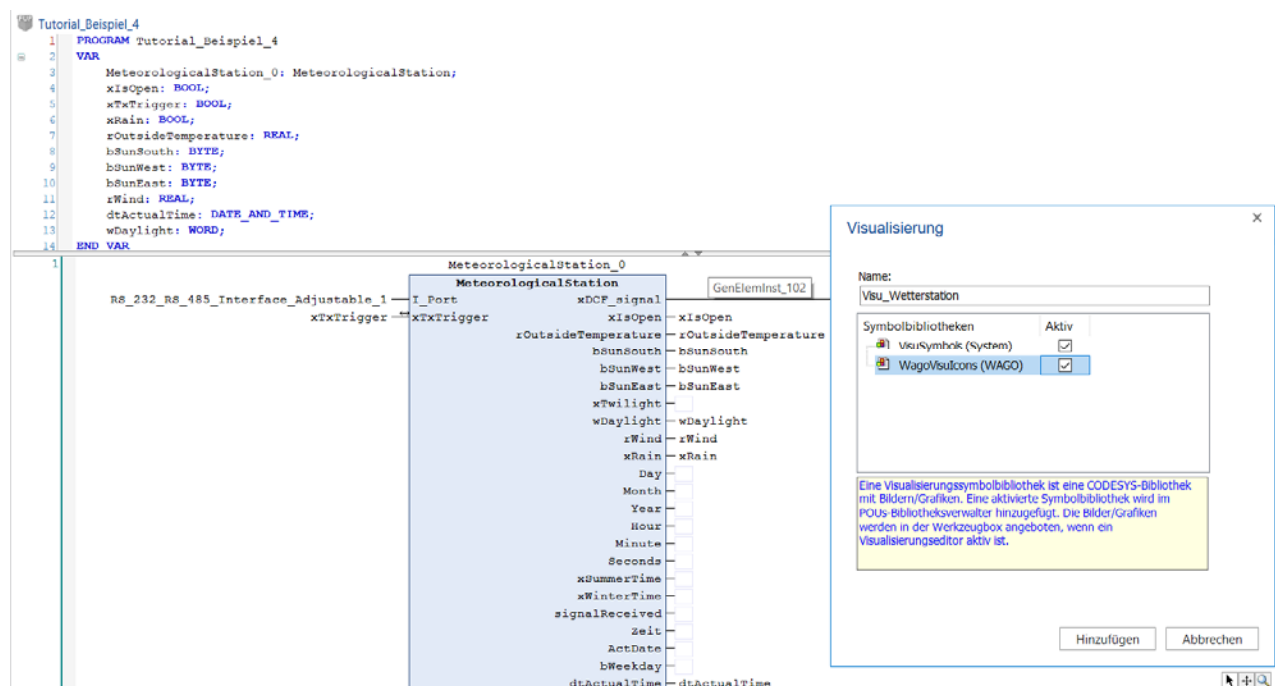 Tutorial_Beispiel_4
1 PROGRAM Tutorial_Beispiel_4
2 VAR
3 MeteorologicalStation_0: MeteorologicalStation;
4 xIsOpen: BOOL;
5 xTxTrigger: BOOL;
6 xRain: BOOL;
7 rOutsideTemperature: REAL;
8 bSunSouth: BYTE;
9 bSunWest: BYTE;
10 bSunEast: BYTE;
11 rWind: REAL;
12 dtActualTime: DATE_AND_TIME;
13 wDaylight: WORD;
14 END_VAR
1
MeteorologicalStation_0
MeteorologicalStation
GenElemInst_102
RS_232_RS_485_Interface_Adjustable_1 I_Port xDCF_signal
xTxTrigger xTxTrigger xIsOpen xIsOpen
rOutsideTemperature rOutsideTemperature
bSunSouth bSunSouth
bSunWest bSunWest
bSunEast bSunEast
xTwilight
wDaylight wDaylight
rWind rWind
xRain xRain
Day
Month
Year
Hour
Minute
Seconds
xSummerTime
xWinterTime
signalReceived
Zeit
ActDate
bWeekday
dtActualTime dtActualTime
Visualisierung
Name:
Visu_Wetterstation
Symbolbibliotheken Aktiv
VisuSymbols (System)
WagoVisuIcons (WAGO)
Eine Visualisierungssymbolbibliothek ist eine CODESYS-Bibliothek
mit Bildern/Grafiken. Eine aktivierte Symbolbibliothek wird im
POUs-Bibliotheksverwalter hinzugefügt. Die Bilder/Grafiken
werden in der Werkzeugbox angeboten, wenn ein
Visualisierungseditor aktiv ist.
Hinzufügen Abbrechen